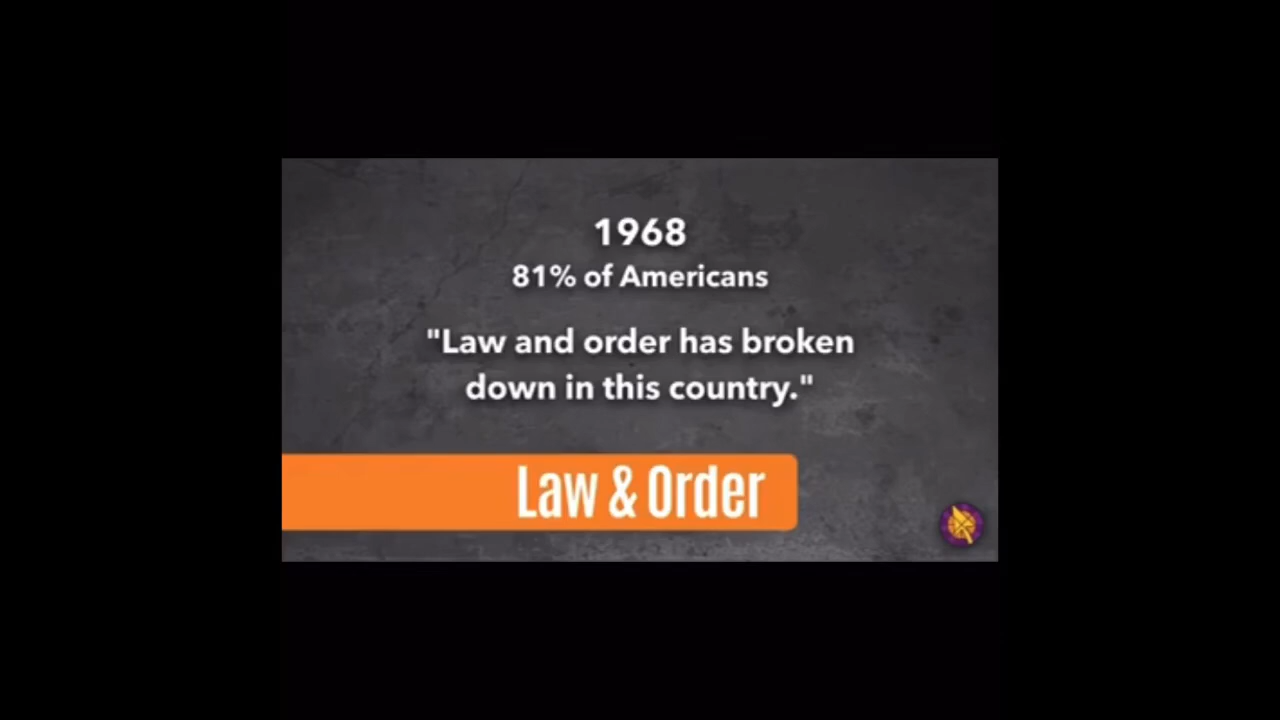 1968
81% of Americans
"Law and order has broken
down in this country."
Law & Order